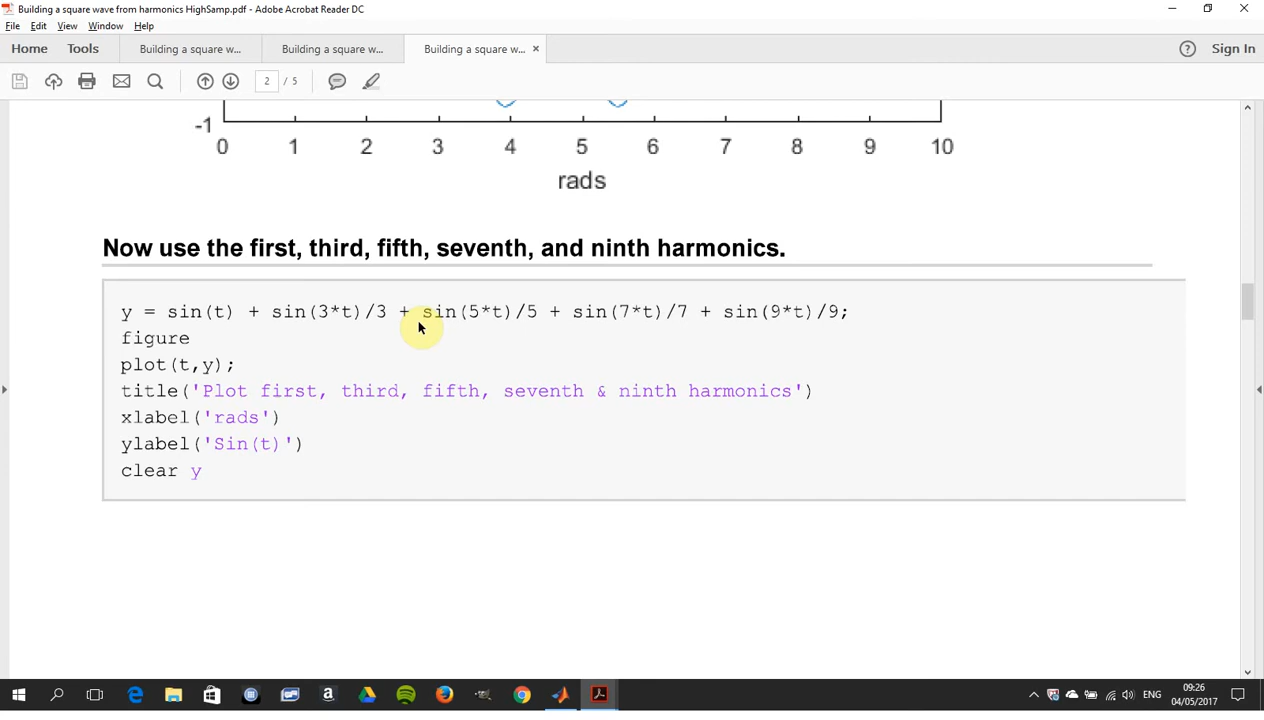 Building a square wave from harmonics HighSamp.pdf - Adobe Acrobat Reader DC
File Edit View Window Help
Home Tools Building a square w... Building a square w... Building a square w... × ? Sign In
2 / 5
-1
0 1 2 3 4 5 6 7 8 9 10
rads
Now use the first, third, fifth, seventh, and ninth harmonics.
y = sin(t) + sin(3*t)/3 + sin(5*t)/5 + sin(7*t)/7 + sin(9*t)/9;
figure
plot(t,y);
title('Plot first, third, fifth, seventh & ninth harmonics')
xlabel('rads')
ylabel('Sin(t)')
clear y
ENG 09:26
04/05/2017